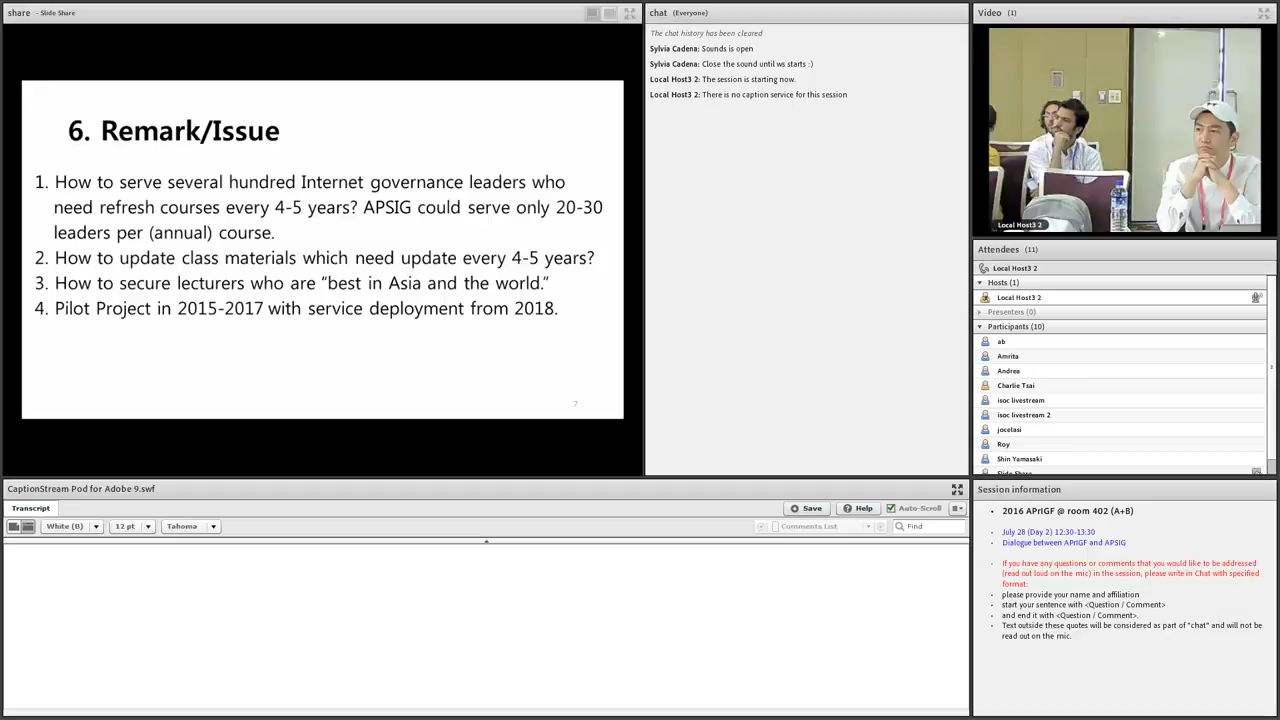 share - Slide Share
6. Remark/Issue
1. How to serve several hundred Internet governance leaders who
need refresh courses every 4-5 years? APSIG could serve only 20-30
leaders per (annual) course.
2. How to update class materials which need update every 4-5 years?
3. How to secure lecturers who are “best in Asia and the world.”
4. Pilot Project in 2015-2017 with service deployment from 2018.
7
chat (Everyone)
The chat history has been cleared
Sylvia Cadena: Sounds is open
Sylvia Cadena: Close the sound until ws starts :)
Local Host3 2: The session is starting now.
Local Host3 2: There is no caption service for this session
Video (1)
Local Host3 2
Attendees (11)
Local Host3 2
Hosts (1)
Local Host3 2
Presenters (0)
Participants (10)
ab
Amrita
Andrea
Charlie Tsai
isoc livestream
isoc livestream 2
jocelasi
Roy
Shin Yamasaki
Slide Share
CaptionStream Pod for Adobe 9.swf
Transcript
Save
Help
Auto-Scroll
White (B)
12 pt
Tahoma
Comments List
Find
Session information
• 2016 APrIGF @ room 402 (A+B)
• July 28 (Day 2) 12:30-13:30
• Dialogue between APrIGF and APSIG
• If you have any questions or comments that you would like to be addressed
(read out loud on the mic) in the session, please write in Chat with specified
format:
• please provide your name and affiliation
• start your sentence with <Question / Comment>
• and end it with <Question / Comment>.
• Text outside these quotes will be considered as part of "chat" and will not be
read out on the mic.